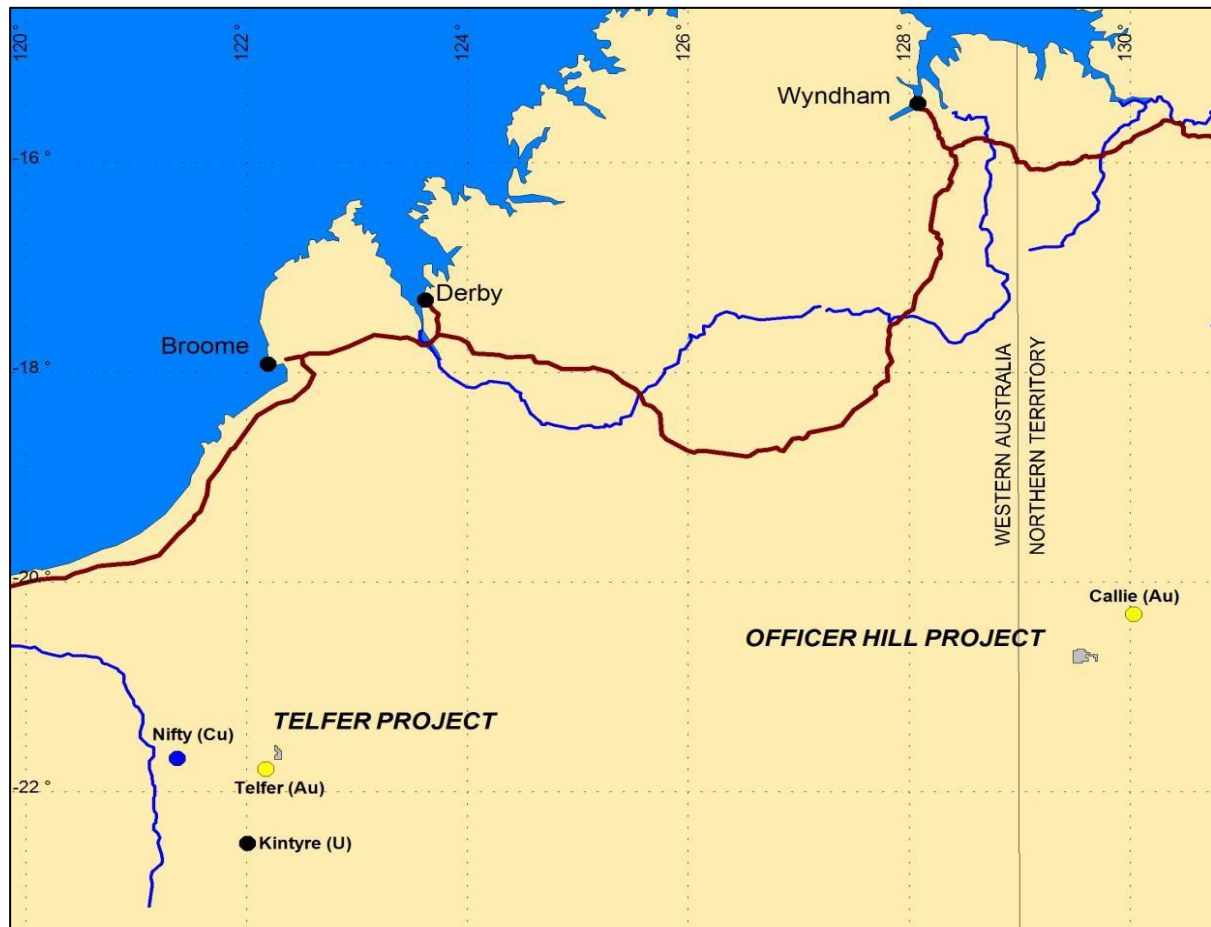 120 °
122 °
124 °
126 °
128 °
130 °
Wyndham
-16 °
Derby
Broome
-18 °
WESTERN AUSTRALIA
NORTHERN TERRITORY
-20 °
Callie (Au)
OFFICER HILL PROJECT
TELFER PROJECT
Nifty (Cu)
Telfer (Au)
-22 °
Kintyre (U)